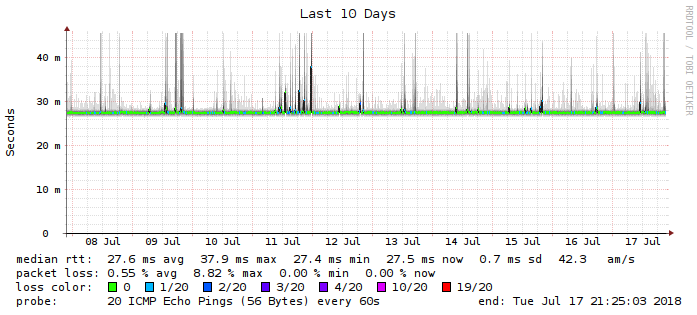 Last 10 Days
RRDTOOL / TOBI OETIKER
Seconds
40 m
30 m
20 m
10 m
0
08 Jul 09 Jul 10 Jul 11 Jul 12 Jul 13 Jul 14 Jul 15 Jul 16 Jul 17 Jul
median rtt: 27.6 ms avg 37.9 ms max 27.4 ms min 27.5 ms now 0.7 ms sd 42.3 am/s
packet loss: 0.55 % avg 8.82 % max 0.00 % min 0.00 % now
loss color: 0 1/20 2/20 3/20 4/20 10/20 19/20
probe: 20 ICMP Echo Pings (56 Bytes) every 60s end: Tue Jul 17 21:25:03 2018